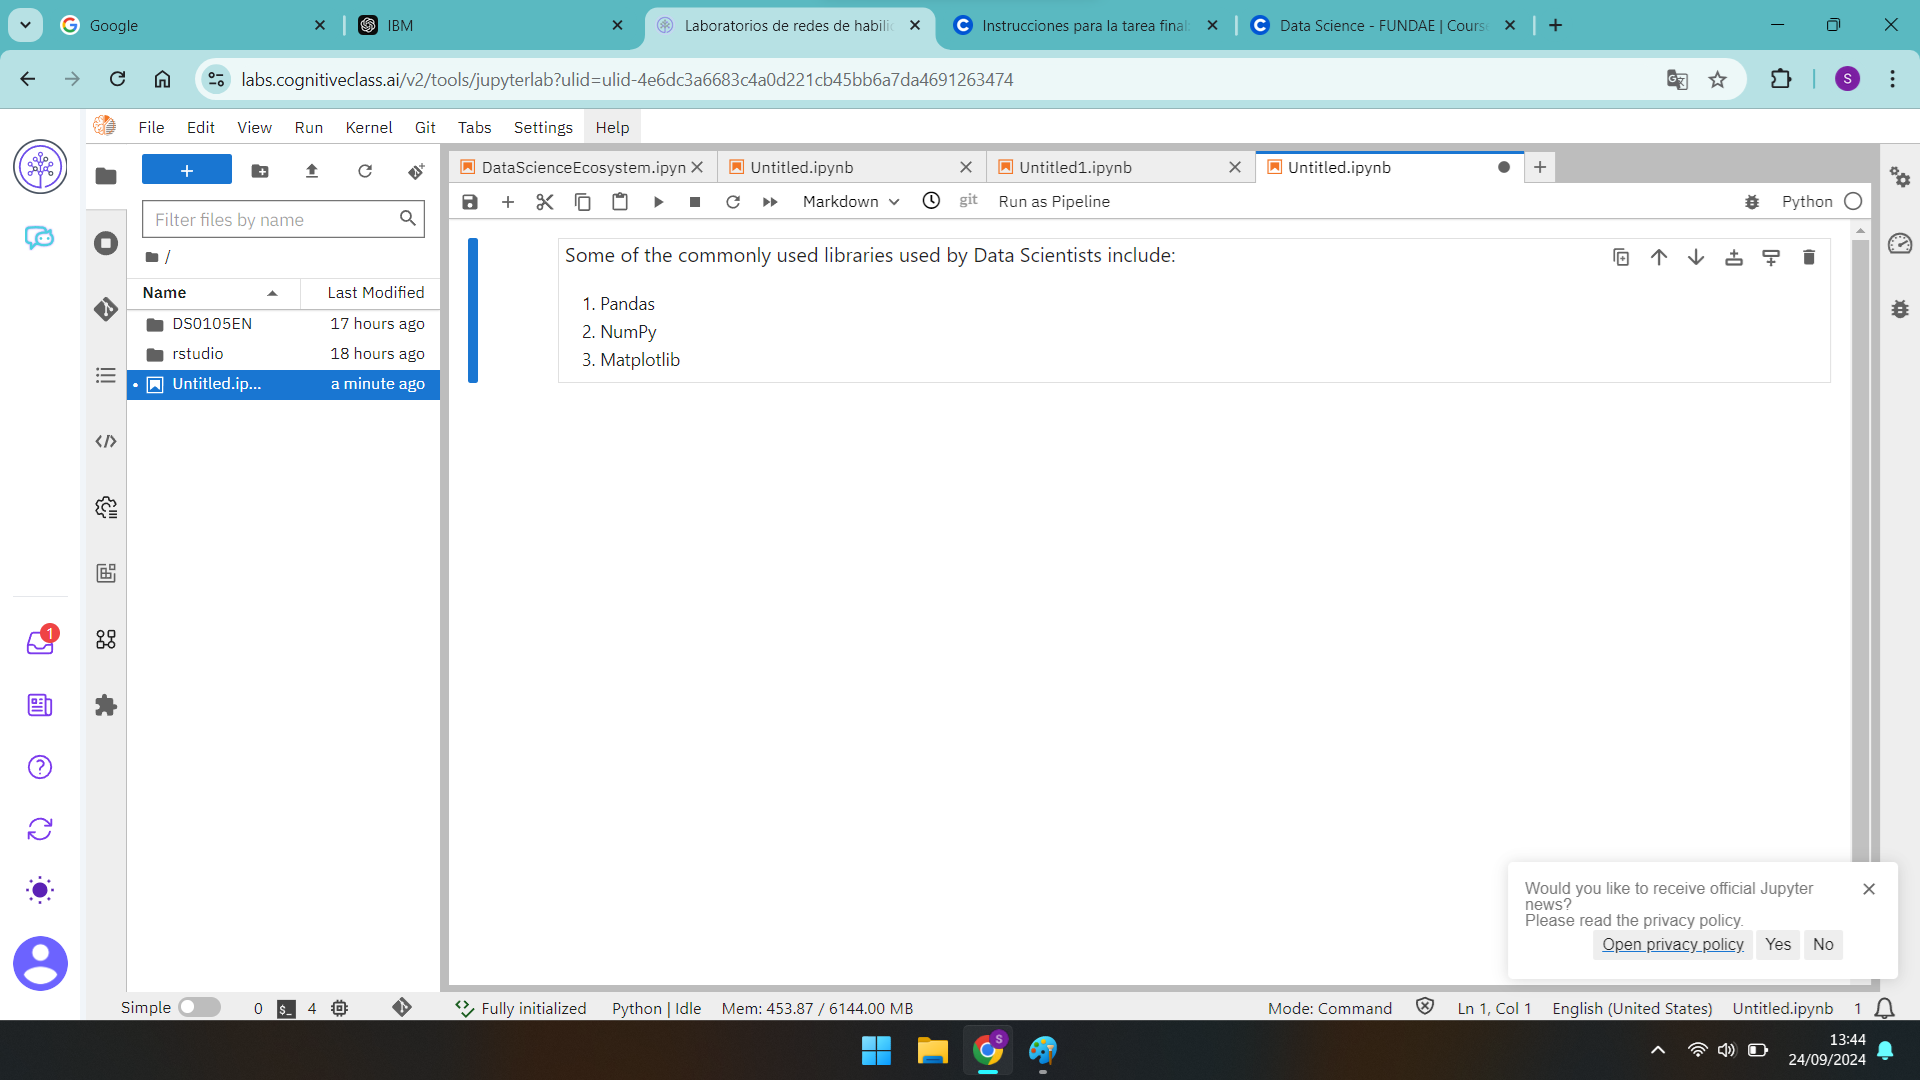 Google
IBM
Laboratorios de redes de habilic
Instrucciones para la tarea final:
Data Science - FUNDAE | Course
S
labs.cognitiveclass.ai/v2/tools/jupyterlab?ulid=ulid-4e6dc3a6683c4a0d221cb45bb6a7da4691263474
File Edit View Run Kernel Git Tabs Settings Help
DataScienceEcosystem.ipyn
Untitled.ipynb
Untitled1.ipynb
Untitled.ipynb
Markdown
git
Run as Pipeline
Python
Filter files by name
/
Name Last Modified
DS0105EN 17 hours ago
rstudio 18 hours ago
Untitled.ip... a minute ago
Some of the commonly used libraries used by Data Scientists include:
1. Pandas
2. NumPy
3. Matplotlib
1
Would you like to receive official Jupyter
news?
Please read the privacy policy.
Open privacy policy Yes No
Simple 0 $_ 4 Fully initialized Python | Idle Mem: 453.87 / 6144.00 MB Mode: Command Ln 1, Col 1 English (United States) Untitled.ipynb 1
S
13:44
24/09/2024